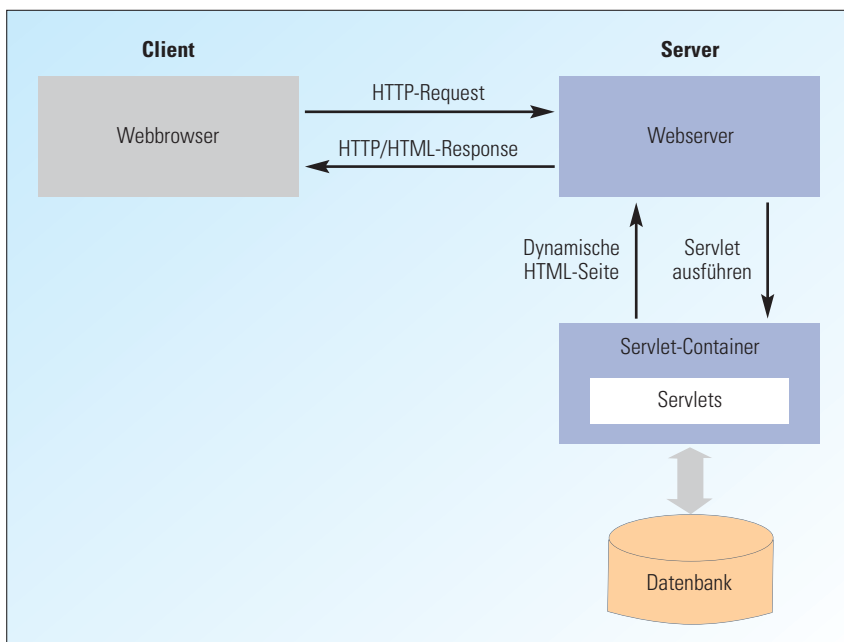 Client
Server
Webbrowser
HTTP-Request
HTTP/HTML-Response
Webserver
Dynamische
HTML-Seite
Servlet
ausführen
Servlet-Container
Servlets
Datenbank